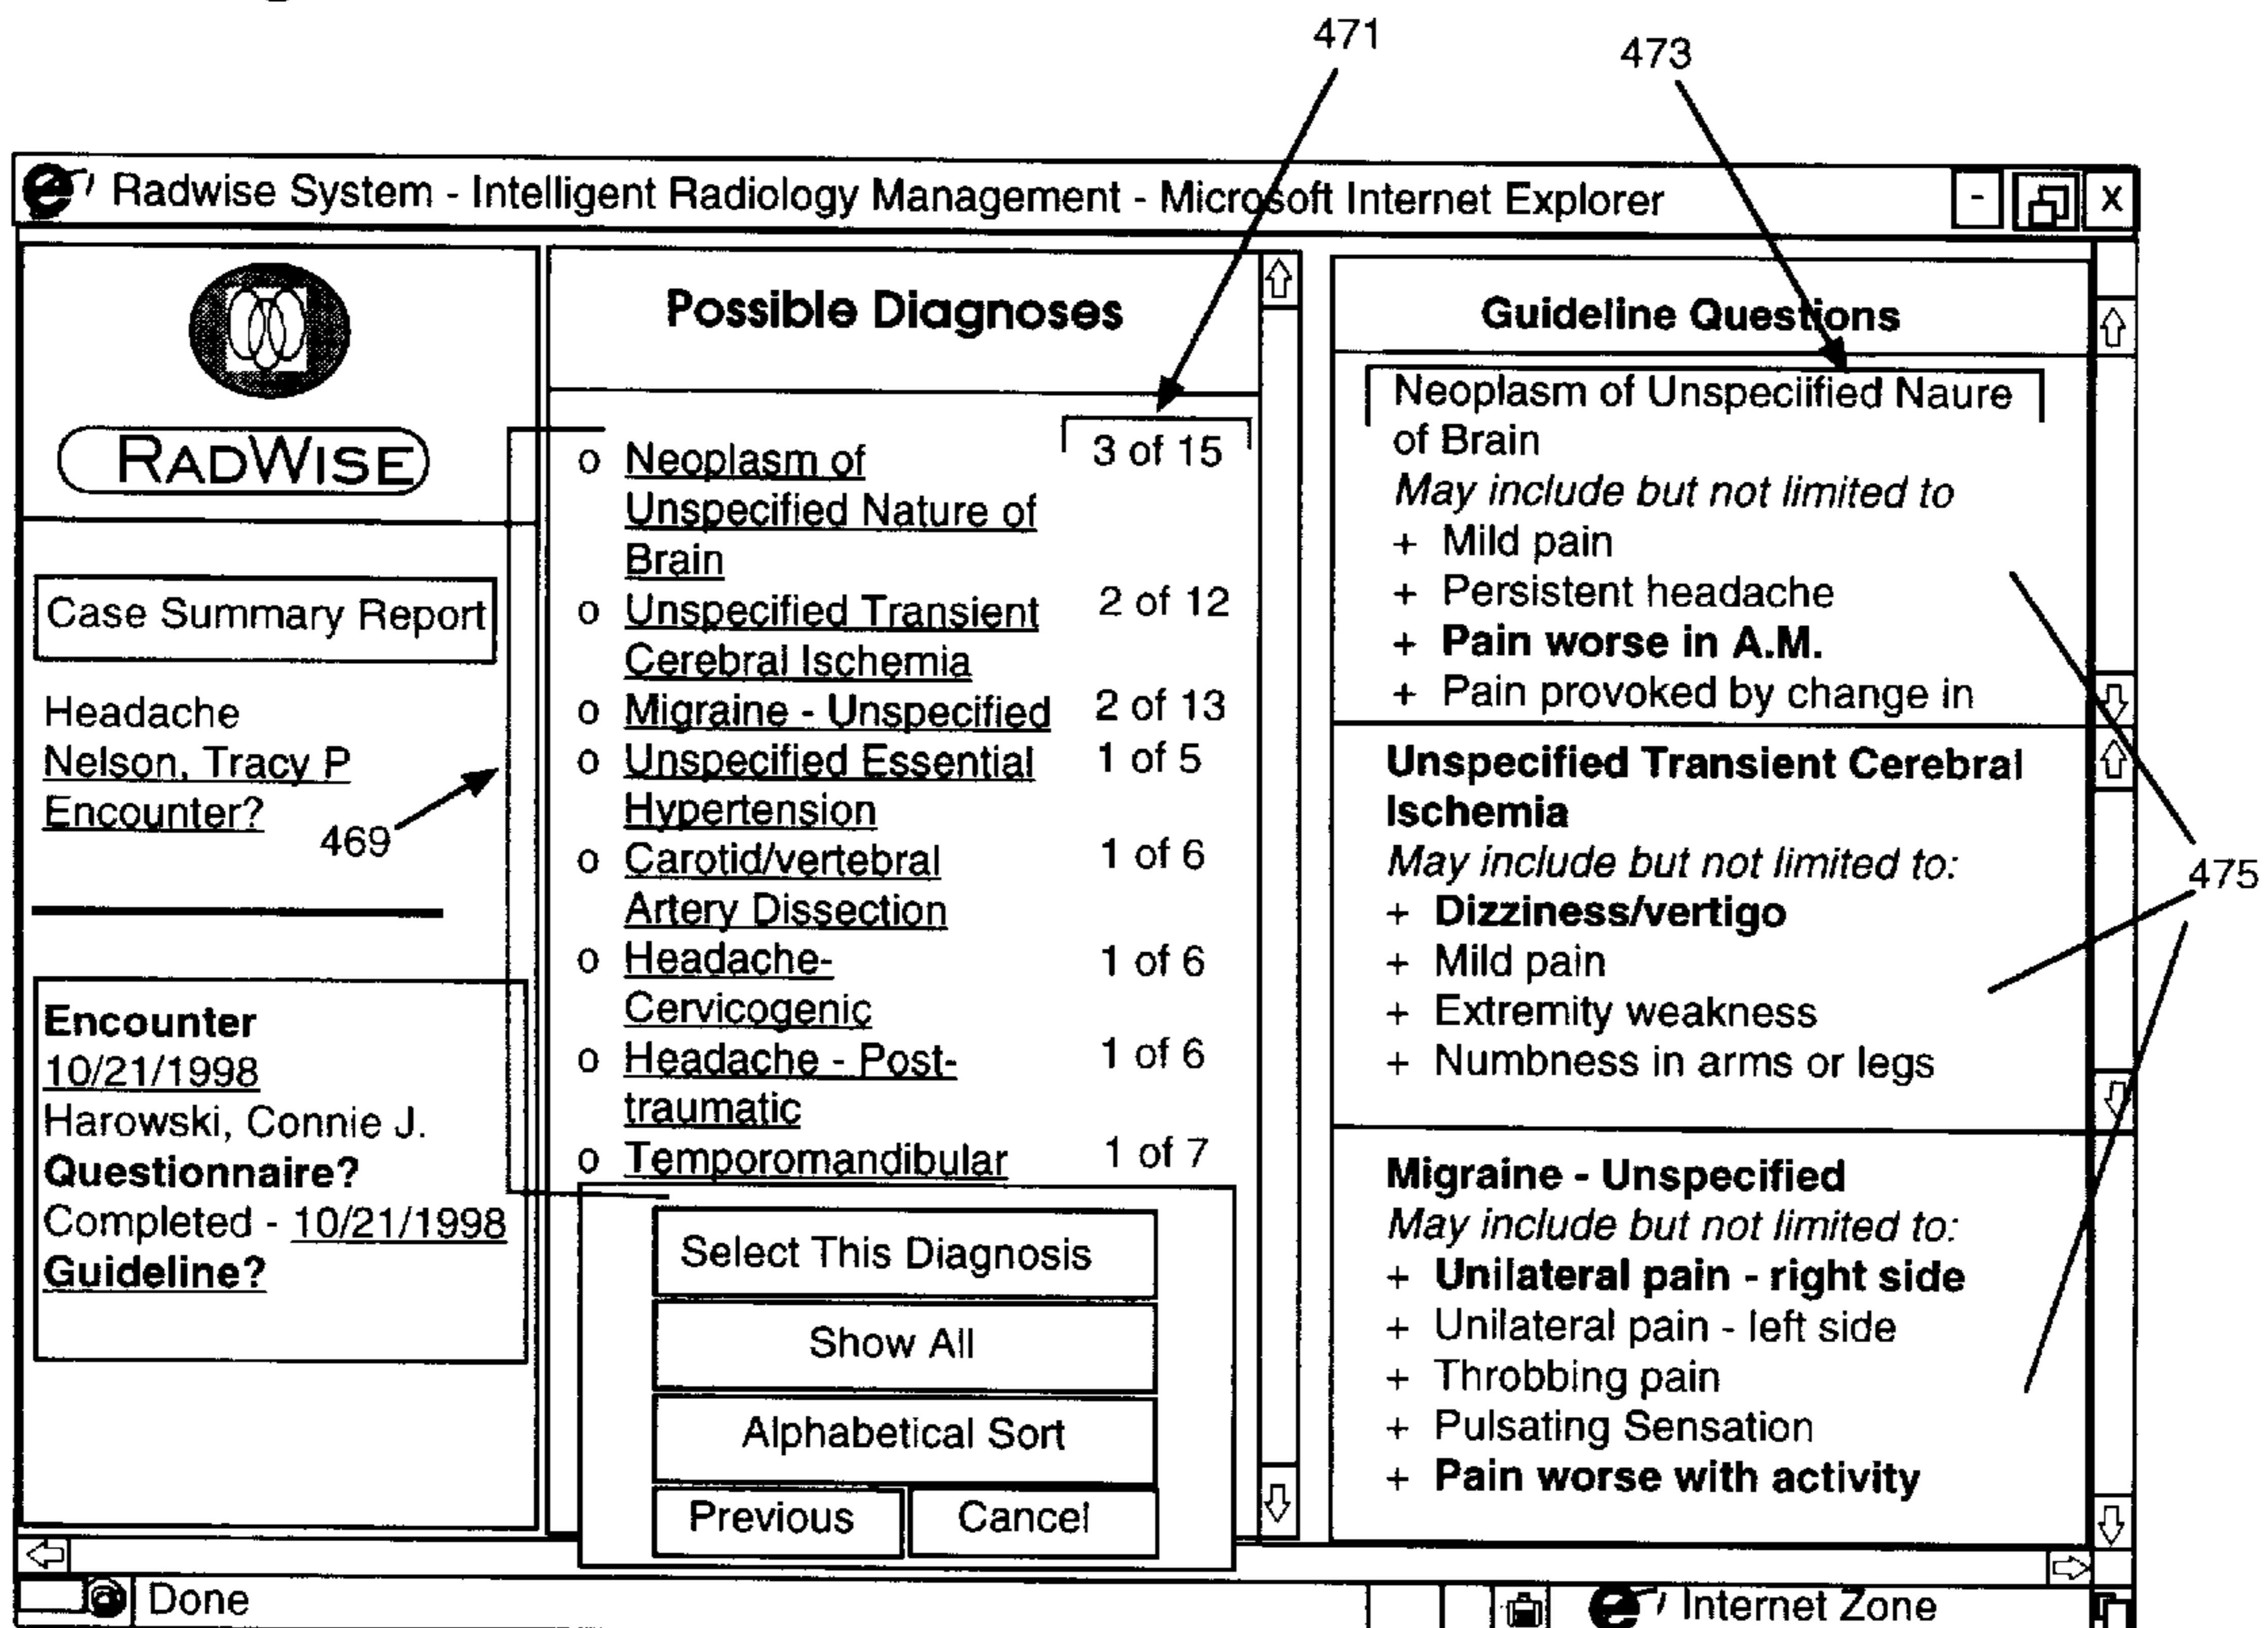 471
473
Radwise System - Intelligent Radiology Management - Microsoft Internet Explorer
- X
RADWISE
Case Summary Report
Headache
Nelson, Tracy P
Encounter?
469
Encounter
10/21/1998
Harowski, Connie J.
Questionnaire?
Completed - 10/21/1998
Guideline?
Possible Diagnoses
o Neoplasm of 3 of 15
Unspecified Nature of
Brain
o Unspecified Transient 2 of 12
Cerebral Ischemia
o Migraine - Unspecified 2 of 13
o Unspecified Essential 1 of 5
Hypertension
o Carotid/vertebral 1 of 6
Artery Dissection
o Headache- 1 of 6
Cervicogenic
o Headache - Post- 1 of 6
traumatic
o Temporomandibular 1 of 7
Select This Diagnosis
Show All
Alphabetical Sort
Previous Cancel
Guideline Questions
Neoplasm of Unspeciified Naure
of Brain
May include but not limited to
+ Mild pain
+ Persistent headache
+ Pain worse in A.M.
+ Pain provoked by change in
Unspecified Transient Cerebral
Ischemia
May include but not limited to:
+ Dizziness/vertigo
+ Mild pain
+ Extremity weakness
+ Numbness in arms or legs
475
Migraine - Unspecified
May include but not limited to:
+ Unilateral pain - right side
+ Unilateral pain - left side
+ Throbbing pain
+ Pulsating Sensation
+ Pain worse with activity
Done
Internet Zone